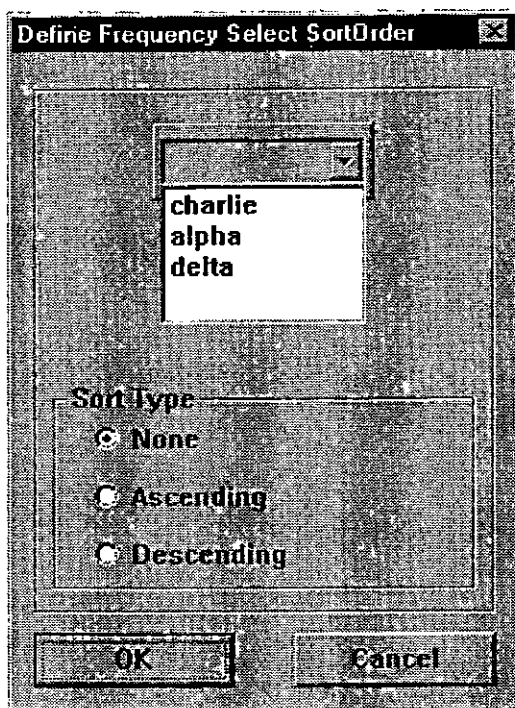 Define Frequency Select SortOrder
charlie
alpha
delta
Sort Type
None
Ascending
Descending
OK
Cancel